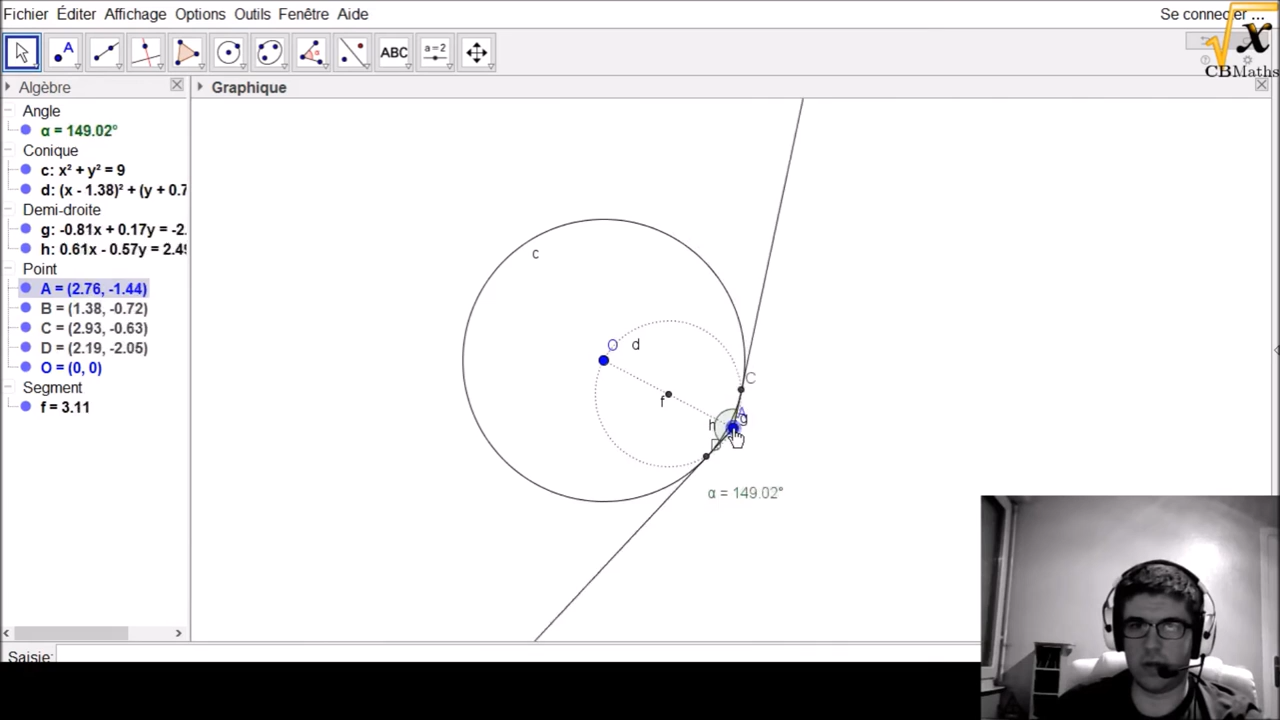 Fichier Éditer Affichage Options Outils Fenêtre Aide Se connecter ...
A ABC a=2
x
CBMaths
Algèbre Graphique
Angle
α = 149.02°
Conique
c: x² + y² = 9
d: (x - 1.38)² + (y + 0.7
Demi-droite
g: -0.81x + 0.17y = -2.
h: 0.61x - 0.57y = 2.4
Point
A = (2.76, -1.44)
B = (1.38, -0.72)
C = (2.93, -0.63)
D = (2.19, -2.05)
O = (0, 0)
Segment
f = 3.11
c
O d
C
f
A
h g
D
α = 149.02°
Saisie: